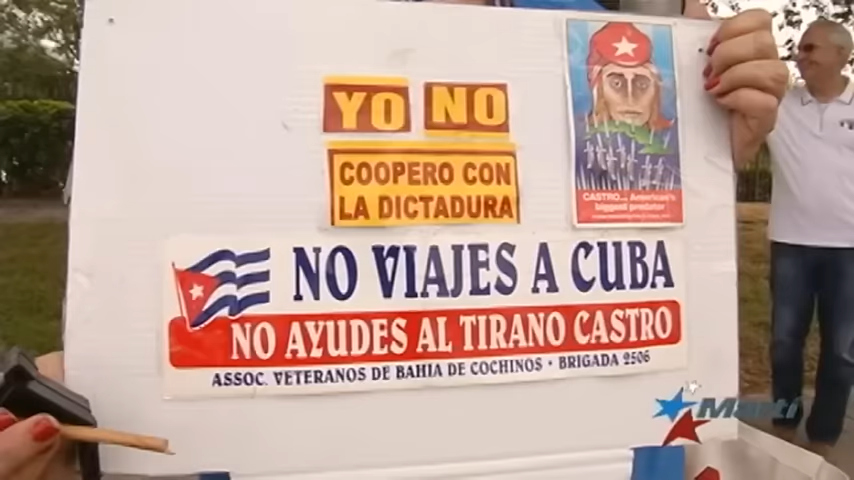 YO NO
COOPERO CON
LA DICTADURA
CASTRO... American's
biggest predator
NO VIAJES A CUBA
NO AYUDES AL TIRANO CASTRO
ASSOC. VETERANOS DE BAHIA DE COCHINOS • BRIGADA 2506
Martí